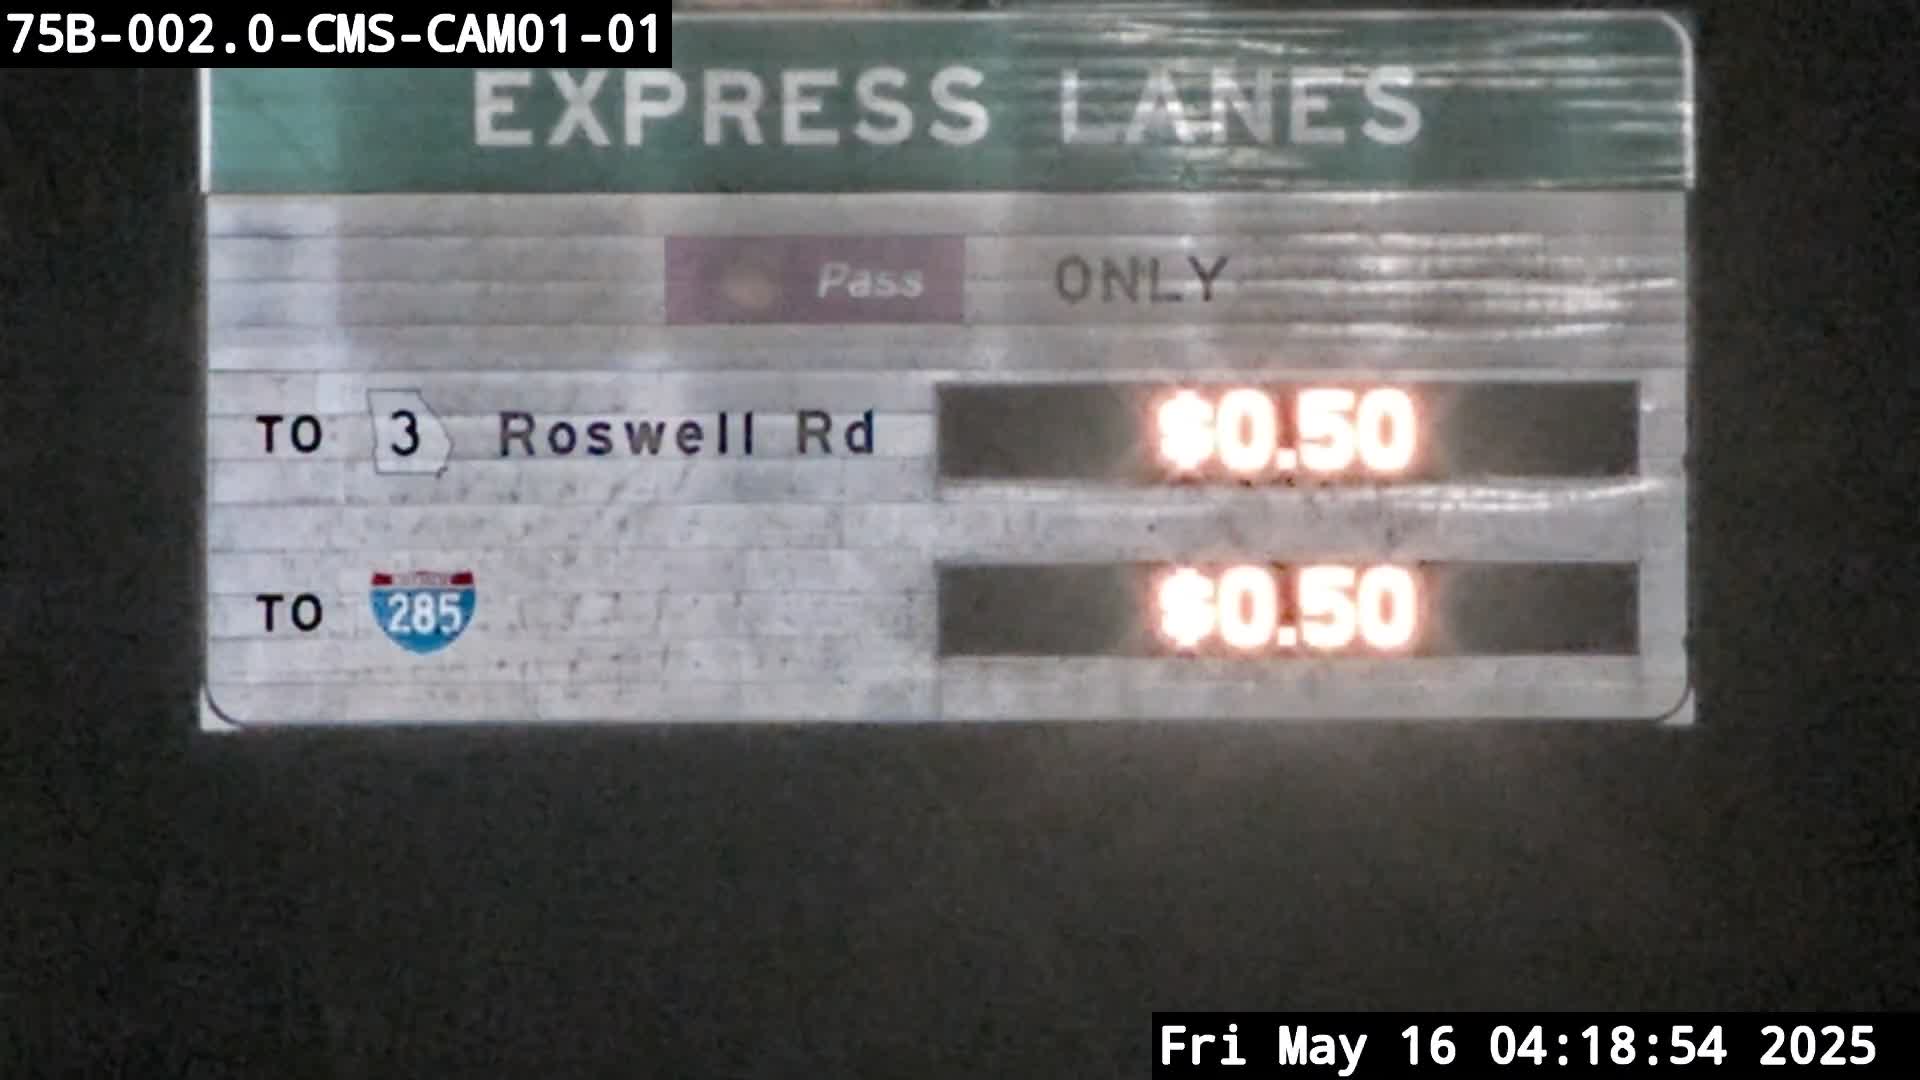 75B-002.0-CMS-CAM01-01
EXPRESS LANES
Pass ONLY
TO 3 Roswell Rd $0.50
TO 285 $0.50
Fri May 16 04:18:54 2025